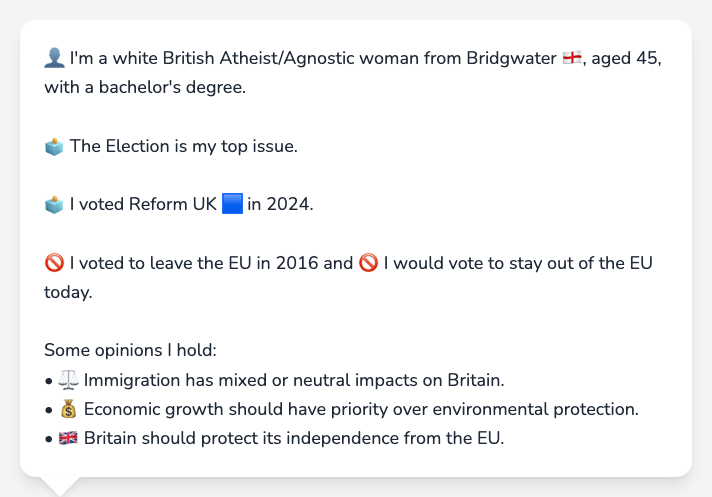 👤 I'm a white British Atheist/Agnostic woman from Bridgwater 🏴󠁧󠁢󠁥󠁮󠁧󠁿, aged 45,
with a bachelor's degree.
🗳️ The Election is my top issue.
🗳️ I voted Reform UK 🟦 in 2024.
🚫 I voted to leave the EU in 2016 and 🚫 I would vote to stay out of the EU
today.
Some opinions I hold:
• ⚖️ Immigration has mixed or neutral impacts on Britain.
• 💰 Economic growth should have priority over environmental protection.
• 🇬🇧 Britain should protect its independence from the EU.